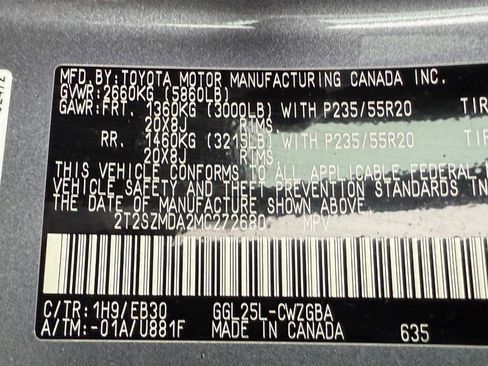 MFD.BY:TOYOTA MOTOR MANUFACTURING CANADA INC.
GVWR:2660KG (5860LB)
GAWR:FRT. 1360KG (3000LB) WITH P235/55R20 TIR
20X8J RIMS,
RR. 1460KG (3215LB) WITH P235/55R20 TIR
20X8J RIMS,
THIS VEHICLE CONFORMS TO ALL APPLICABLE FEDERAL
VEHICLE SAFETY AND THEFT PREVENTION STANDARDS IN
THE DATE OF MANUFACTURE SHOWN ABOVE.
2T2SZMDA2MC272680 MPV
C/TR:1H9/EB30 GGL25L-CWZGBA
A/TM:-01A/U881F MADE IN CANADA 635